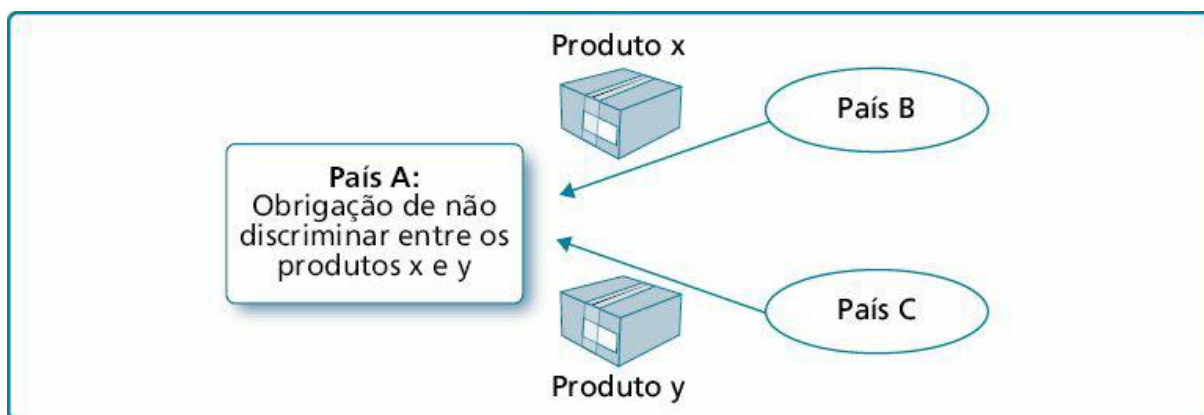 Produto x
País B
País A:
Obrigação de não
discriminar entre os
produtos x e y
País C
Produto y